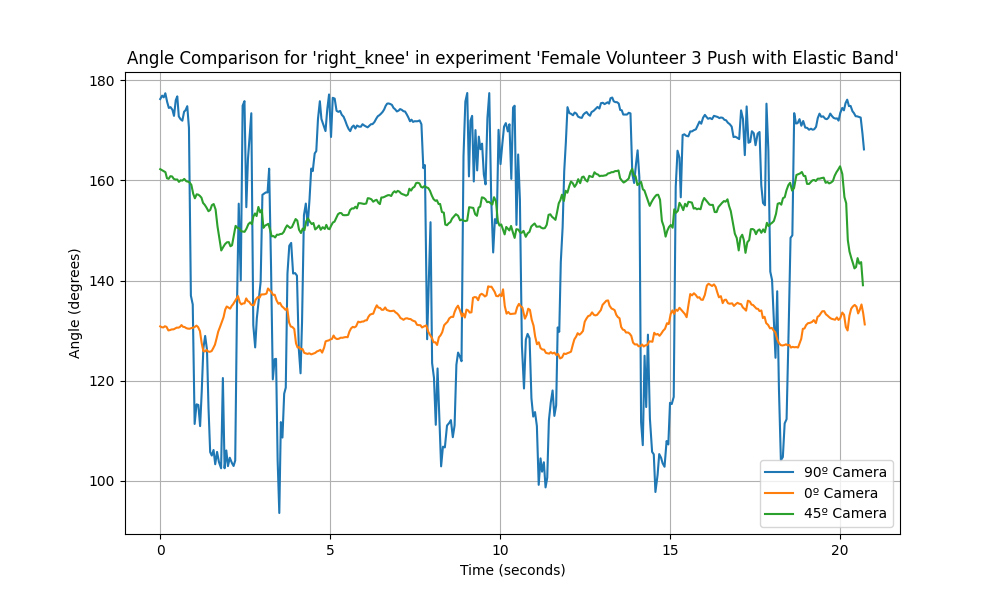 Angle Comparison for 'right_knee' in experiment 'Female Volunteer 3 Push with Elastic Band'
180
160
140
120
100
Angle (degrees)
90º Camera
0º Camera
45º Camera
0 5 10 15 20
Time (seconds)